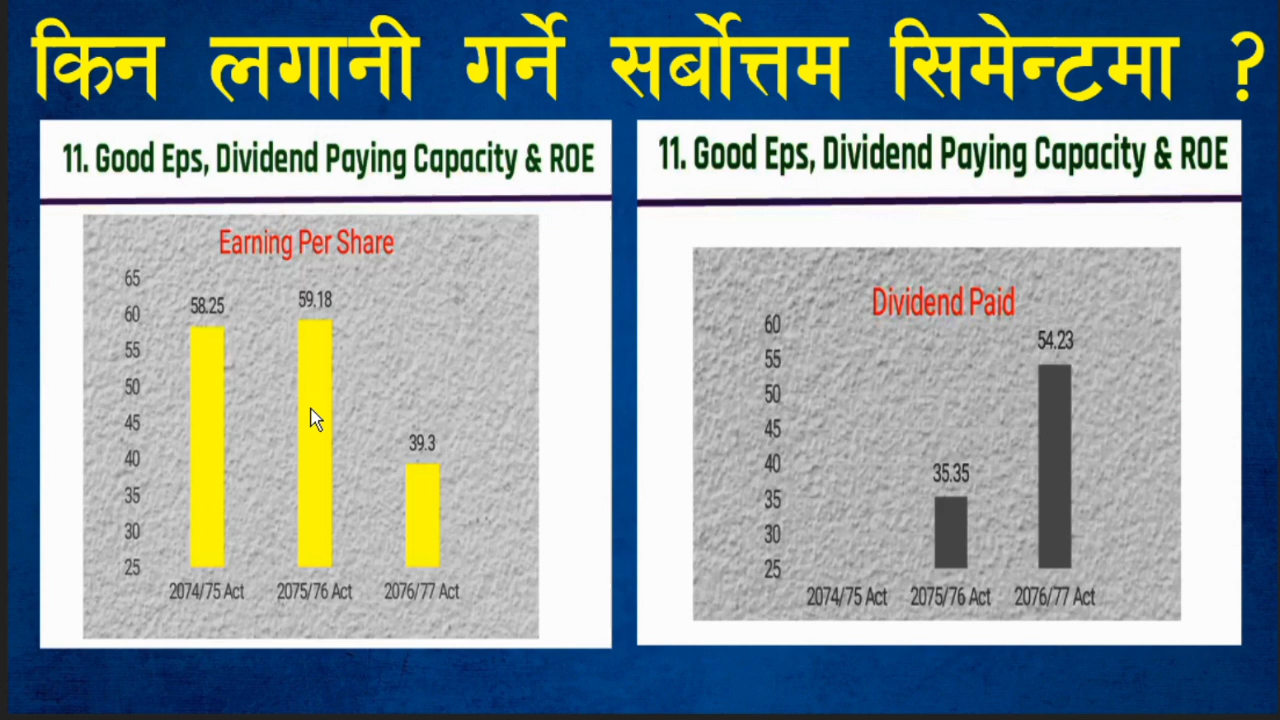 किन लगानी गर्ने सर्बोत्तम सिमेन्टमा ?
11. Good Eps, Dividend Paying Capacity & ROE
Earning Per Share
65
60
55
50
45
40
35
30
25
58.25
59.18
39.3
2074/75 Act
2075/76 Act
2076/77 Act
11. Good Eps, Dividend Paying Capacity & ROE
Dividend Paid
60
55
50
45
40
35
30
25
35.35
54.23
2074/75 Act
2075/76 Act
2076/77 Act